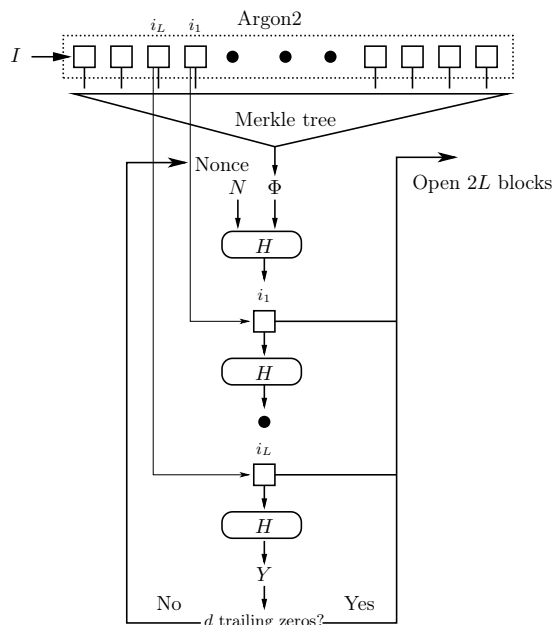 Argon2
i_L i_1
I
Merkle tree
Nonce
N Φ
Open 2L blocks
H
i_1
H
i_L
H
Y
No Yes
d trailing zeros?